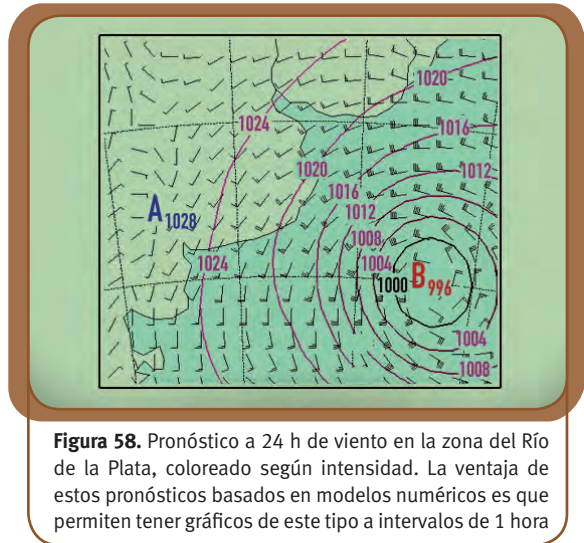 1020
1024
1016
1020
1012
1016
A 1028
1012
1008
1024
1004
1000 B 996
1004
1008
Figura 58. Pronóstico a 24 h de viento en la zona del Río
de la Plata, coloreado según intensidad. La ventaja de
estos pronósticos basados en modelos numéricos es que
permiten tener gráficos de este tipo a intervalos de 1 hora